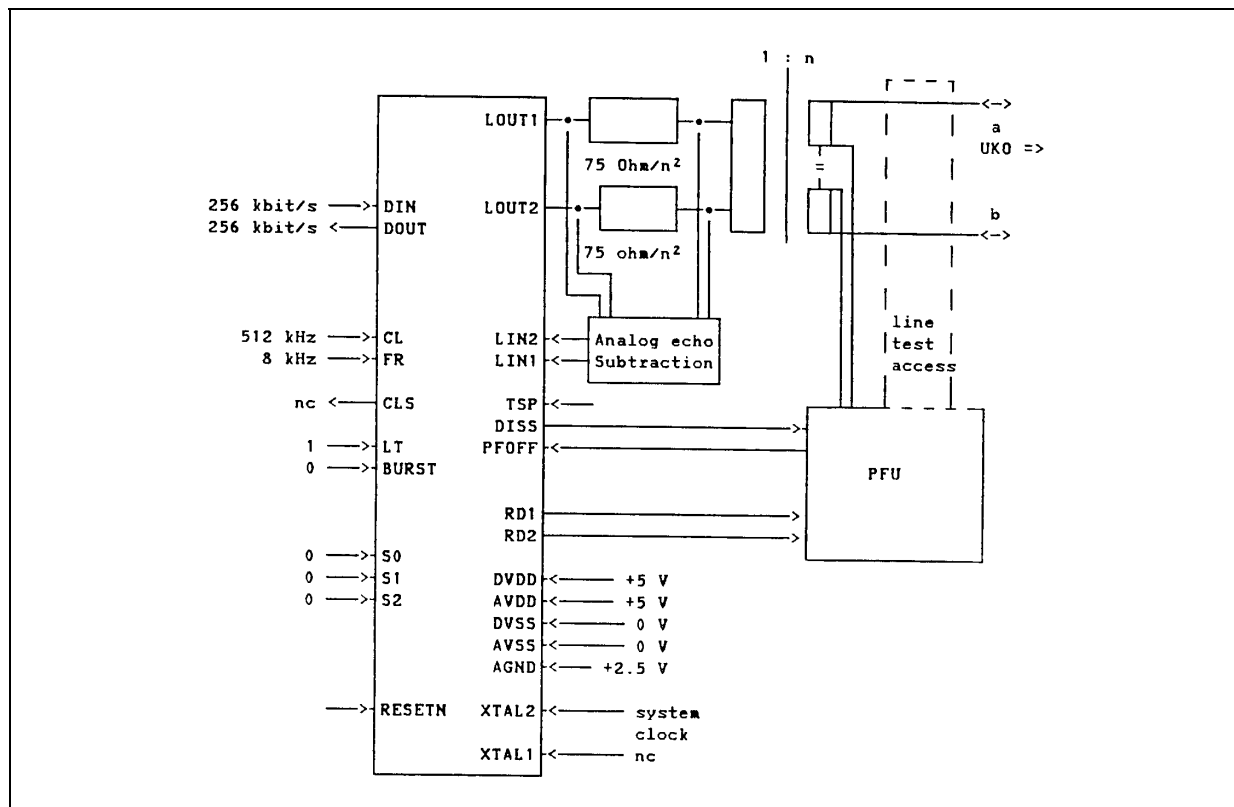 1 : n
LOUT1
a
UK0 =>
75 Ohm/n²
=
256 kbit/s DIN
LOUT2
b
256 kbit/s DOUT
75 ohm/n²
line
test
access
512 kHz CL
LIN2
Analog echo
8 kHz FR
LIN1
Subtraction
nc CLS
TSP
DISS
1 LT
PFOFF
0 BURST
PFU
RD1
RD2
0 S0
0 S1
DVDD +5 V
0 S2
AVDD +5 V
DVSS 0 V
AVSS 0 V
AGND +2.5 V
RESETN
XTAL2 system
clock
XTAL1 nc